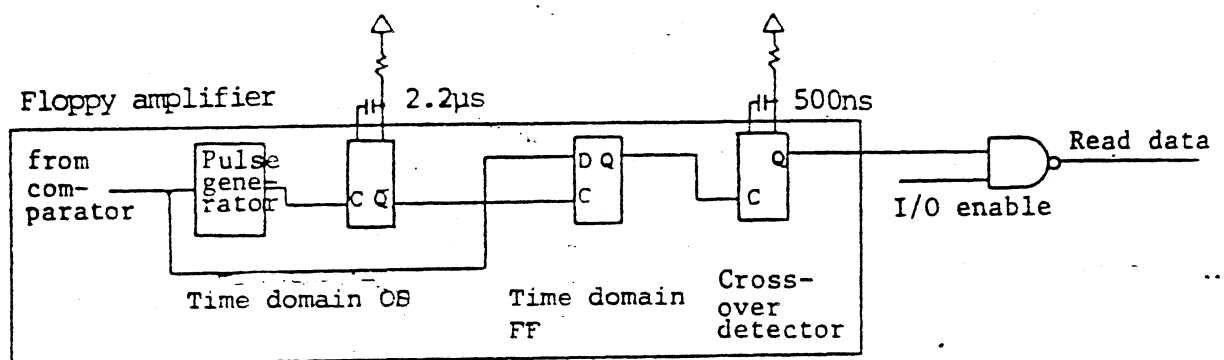 Floppy amplifier
2.2µs
500ns
from
com-
parator
Pulse
gene-
rator
C Q̅
D Q
C
Q
C
Read data
I/O enable
Time domain OS
Time domain
FF
Cross-
over
detector